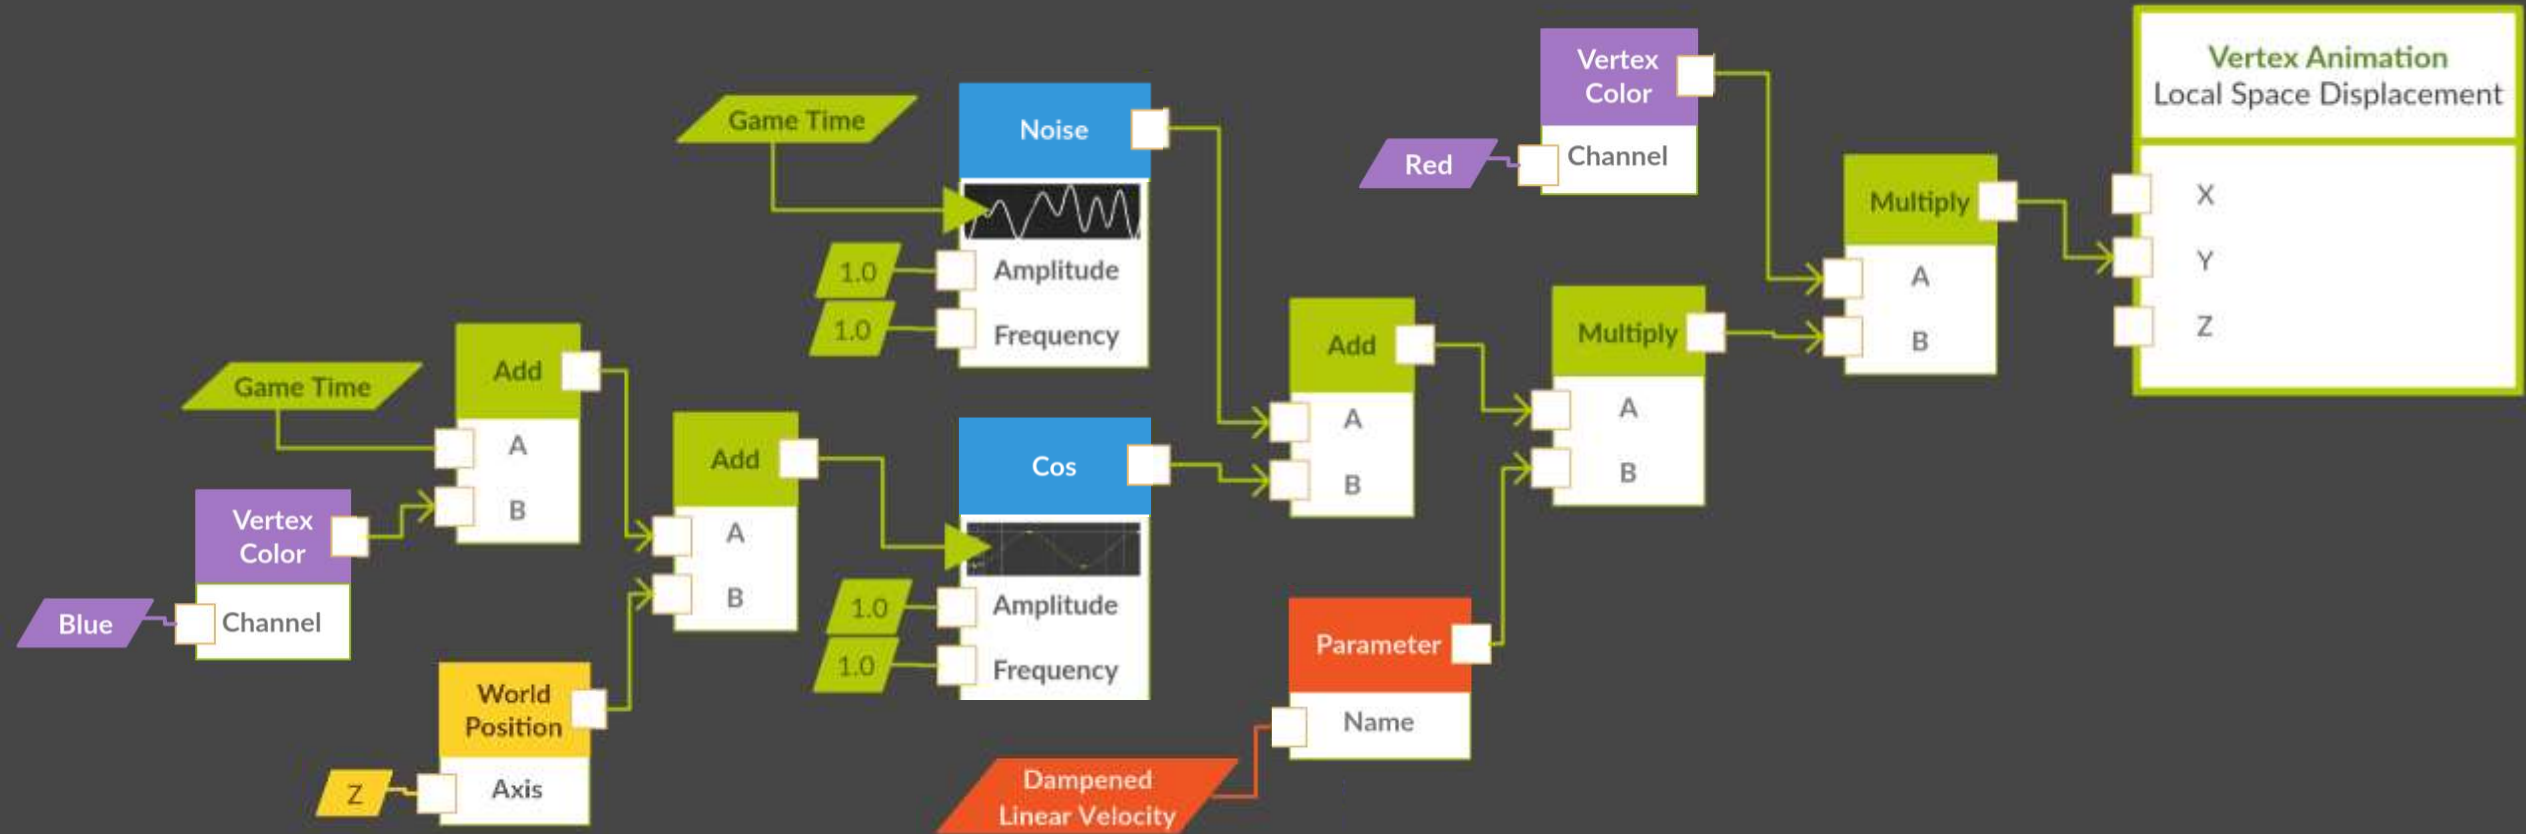 Game Time
Add
A
B
Vertex
Color
Channel
Blue
World
Position
Axis
Z
Add
A
B
Game Time
Noise
1.0
Amplitude
1.0
Frequency
Cos
1.0
Amplitude
1.0
Frequency
Add
A
B
Parameter
Name
Dampened
Linear Velocity
Multiply
A
B
Vertex
Color
Channel
Red
Multiply
A
B
Vertex Animation
Local Space Displacement
X
Y
Z